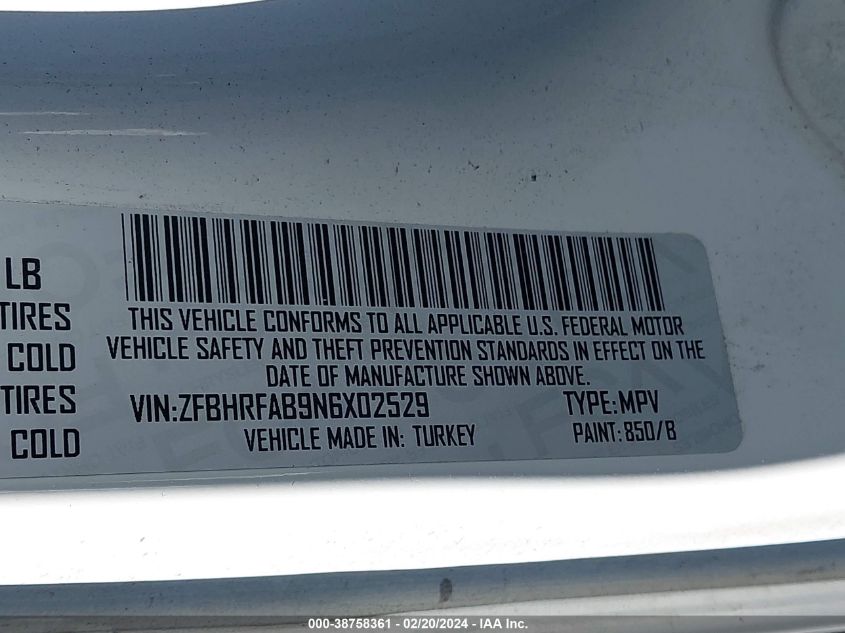 LB
TIRES
COLD
TIRES
COLD
THIS VEHICLE CONFORMS TO ALL APPLICABLE U.S. FEDERAL MOTOR
VEHICLE SAFETY AND THEFT PREVENTION STANDARDS IN EFFECT ON THE
DATE OF MANUFACTURE SHOWN ABOVE.
VIN:ZFBHRFAB9N6X02529 TYPE:MPV
VEHICLE MADE IN: TURKEY PAINT: 850/B
000-38758361 - 02/20/2024 - IAA Inc.